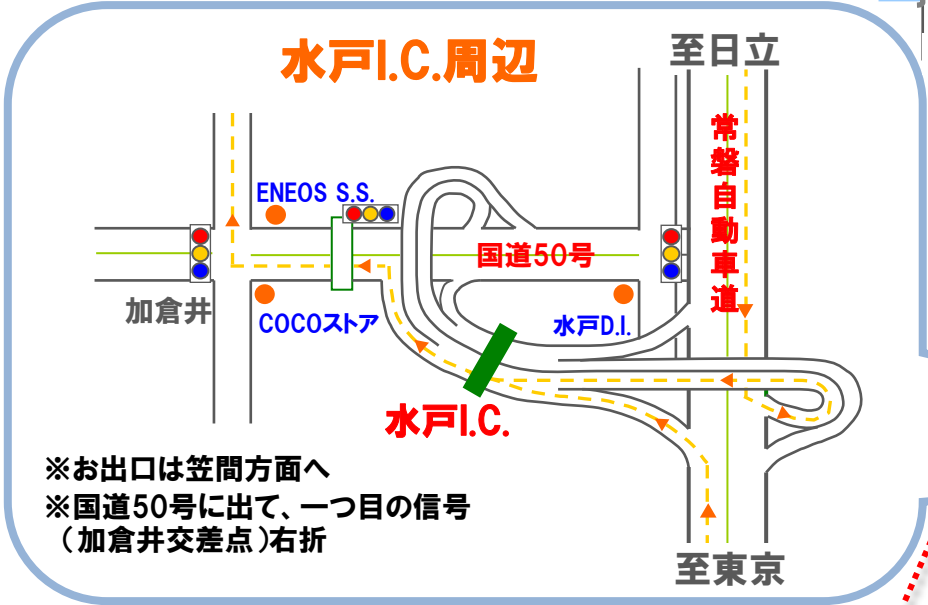 水戸I.C.周辺
至日立
常磐自動車道
ENEOS S.S.
国道50号
加倉井
COCOストア
水戸D.I.
水戸I.C.
※お出口は笠間方面へ
※国道50号に出て、一つ目の信号
(加倉井交差点)右折
至東京